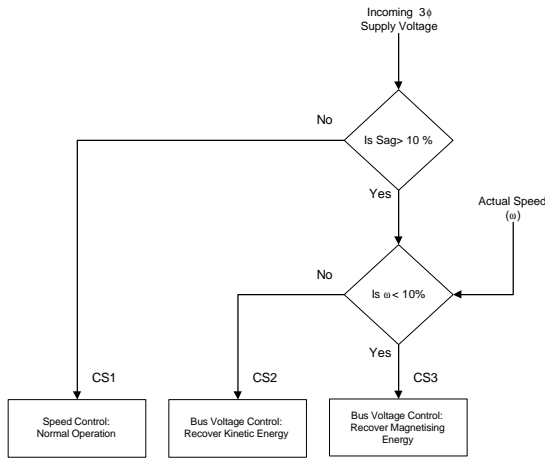 Incoming 3ϕ
Supply Voltage
No
Is Sag> 10 %
Yes
Actual Speed
(ω)
No
Is ω< 10%
Yes
CS1
CS2
CS3
Speed Control:
Normal Operation
Bus Voltage Control:
Recover Kinetic Energy
Bus Voltage Control:
Recover Magnetising
Energy